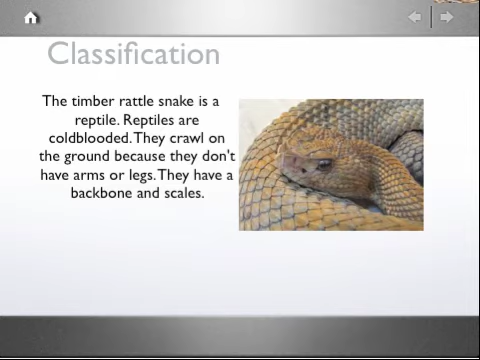 Classification
The timber rattle snake is a
reptile. Reptiles are
coldblooded. They crawl on
the ground because they don't
have arms or legs. They have a
backbone and scales.